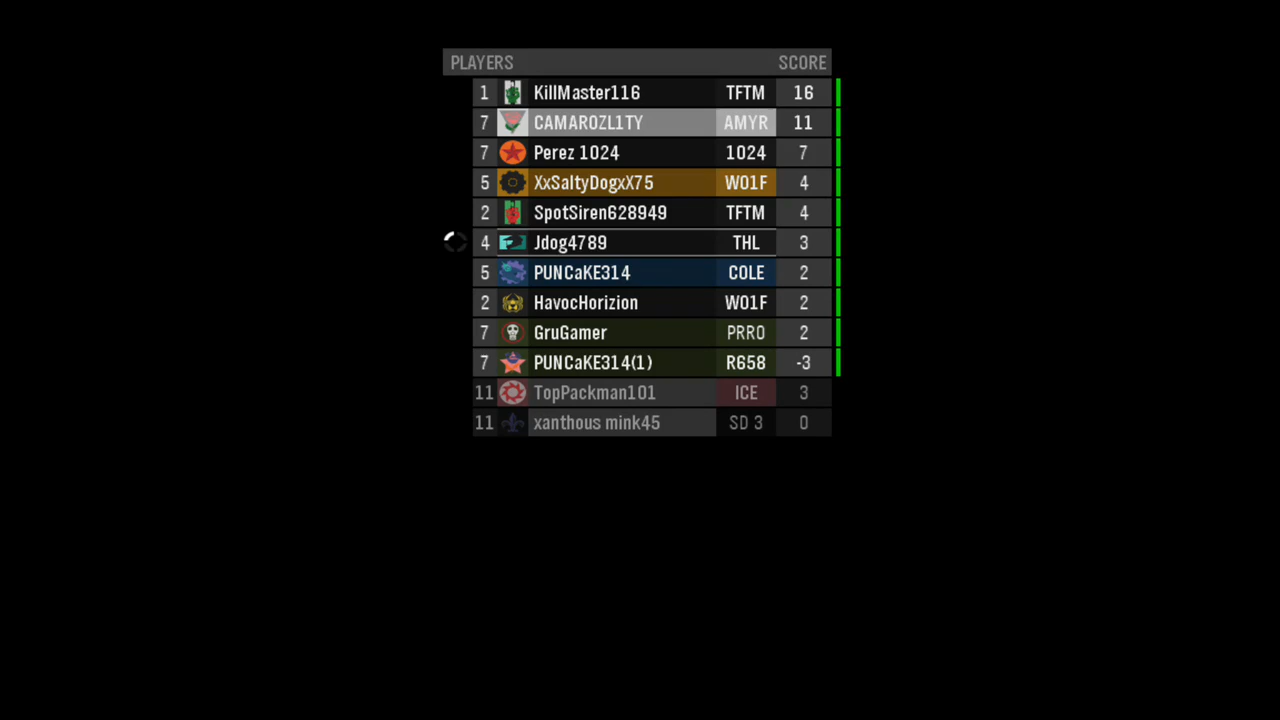 PLAYERS SCORE
1 KillMaster116 TFTM 16
7 CAMAROZL1TY AMYR 11
7 Perez 1024 1024 7
5 XxSaltyDogxX75 WO1F 4
2 SpotSiren628949 TFTM 4
4 Jdog4789 THL 3
5 PUNCaKE314 COLE 2
2 HavocHorizion WO1F 2
7 GruGamer PRRO 2
7 PUNCaKE314(1) R658 -3
11 TopPackman101 ICE 3
11 xanthous mink45 SD 3 0